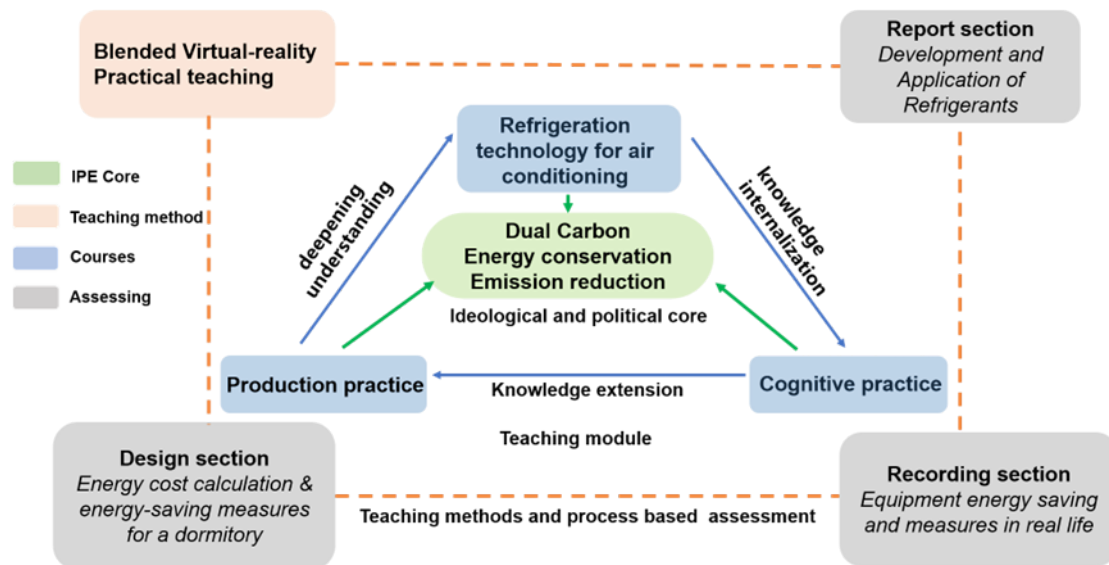 Blended Virtual-reality
Practical teaching
Report section
Development and
Application of
Refrigerants
Refrigeration
technology for air
conditioning
IPE Core
Teaching method
Courses
Assessing
deepening
understanding
knowledge
internalization
Dual Carbon
Energy conservation
Emission reduction
Ideological and political core
Production practice
Knowledge extension
Cognitive practice
Teaching module
Design section
Energy cost calculation &
energy-saving measures
for a dormitory
Teaching methods and process based assessment
Recording section
Equipment energy saving
and measures in real life